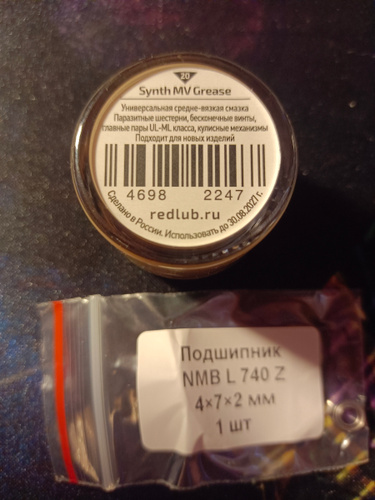 20
Synth MV Grease
Универсальная средне-вязкая смазка
Паразитные шестерни, бесконечные винты,
главные пары UL-ML класса, кулисные механизмы
Подходит для новых изделий
4698 2247
redlub.ru
Сделано в России. Использовать до 30.08.2027 г.
Подшипник
NMB L 740 Z
4×7×2 мм
1 шт